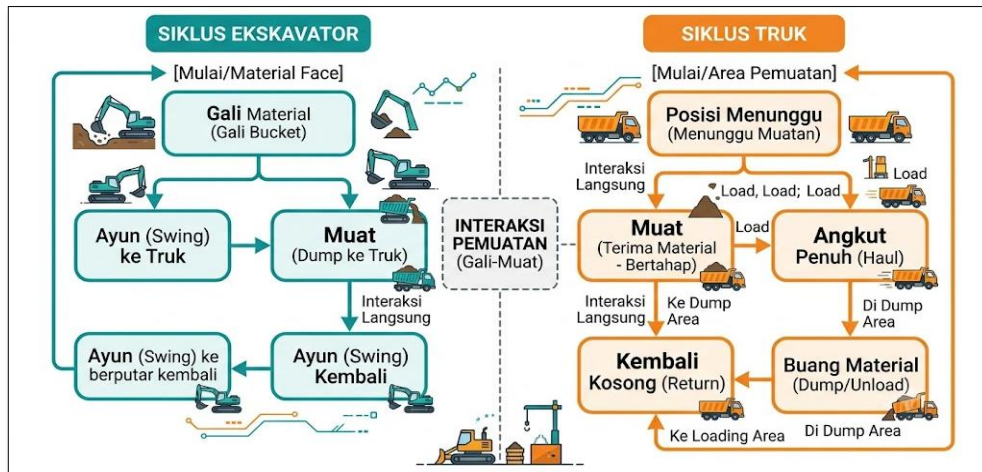 SIKLUS EKSKAVATOR
[Mulai/Material Face]
Gali Material
(Gali Bucket)
Ayun (Swing)
ke Truk
Muat
(Dump ke Truk)
Interaksi
Langsung
Ayun (Swing) ke
berputar kembali
Ayun (Swing)
Kembali
INTERAKSI
PEMUATAN
(Gali-Muat)
SIKLUS TRUK
[Mulai/Area Pemuatan]
Posisi Menunggu
(Menunggu Muatan)
Interaksi
Langsung
Load, Load; Load
Load
Muat
(Terima Material
- Bertahap)
Load
Angkut
Penuh (Haul)
Interaksi
Langsung
Ke Dump
Area
Di Dump
Area
Kembali
Kosong (Return)
Buang Material
(Dump/Unload)
Ke Loading Area
Di Dump Area